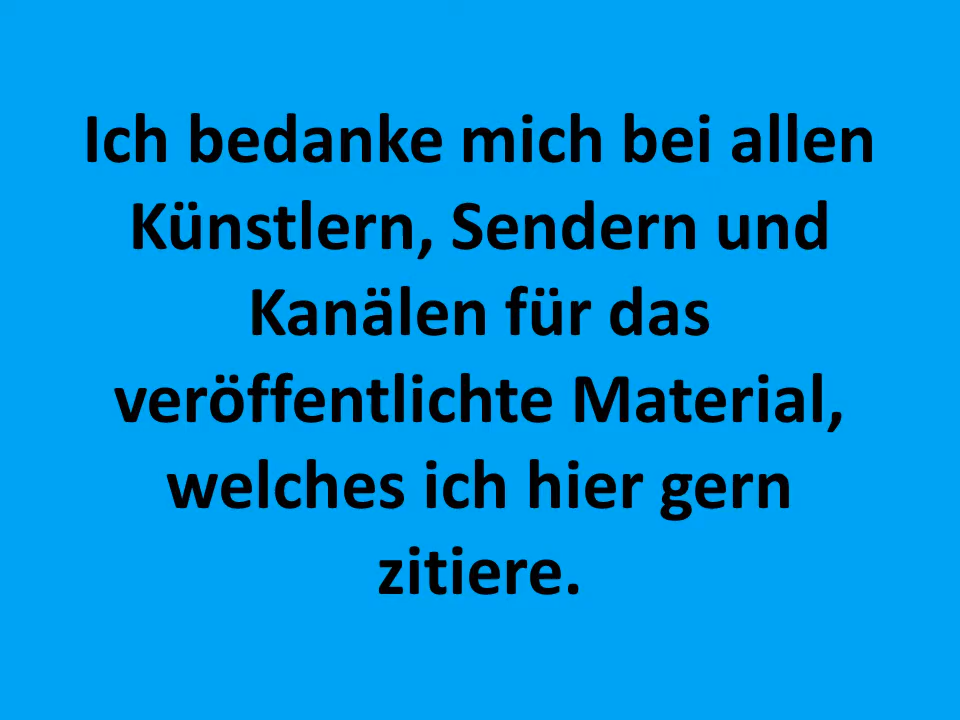 Ich bedanke mich bei allen
Künstlern, Sendern und
Kanälen für das
veröffentlichte Material,
welches ich hier gern
zitiere.